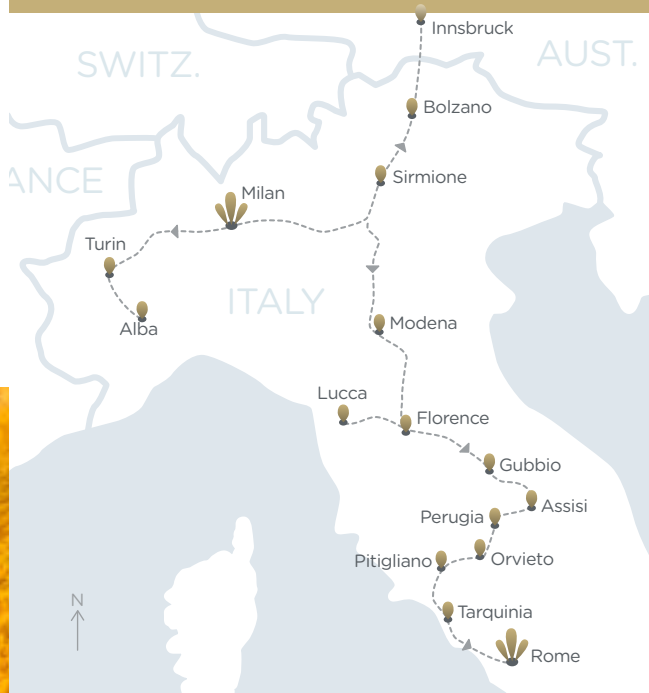 Innsbruck
SWITZ.
AUST.
Bolzano
ANCE
Sirmione
Milan
Turin
ITALY
Alba
Modena
Lucca
Florence
Gubbio
Assisi
Perugia
Orvieto
Pitigliano
N
Tarquinia
Rome